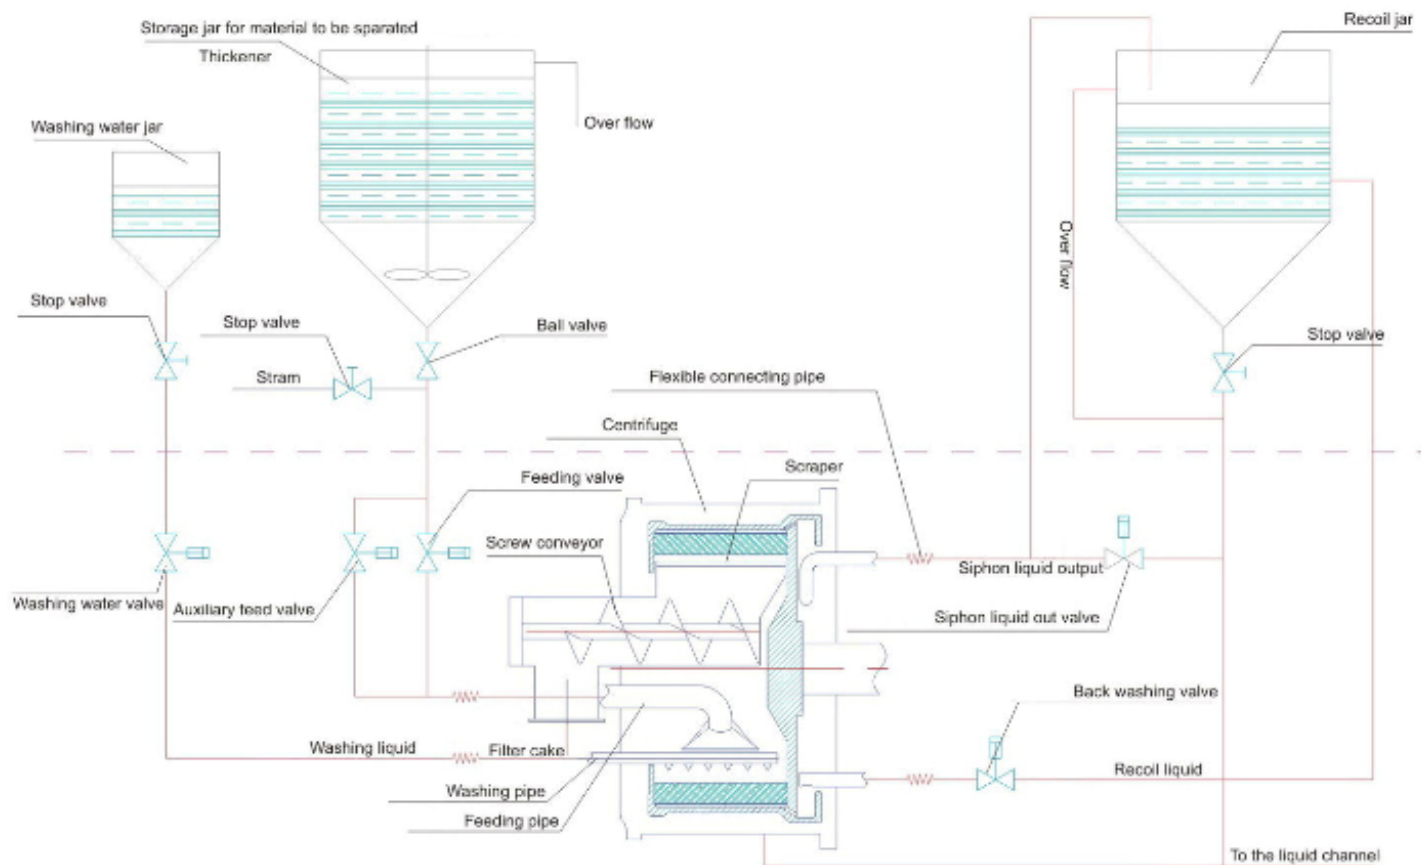 Storage jar for material to be sparated
Thickener
Recoil jar
Washing water jar
Over flow
Over flow
Stop valve
Stop valve
Ball valve
Stop valve
Stram
Flexible connecting pipe
Centrifuge
Scraper
Feeding valve
Screw conveyor
Siphon liquid output
Washing water valve
Auxiliary feed valve
Siphon liquid out valve
Back washing valve
Washing liquid
Filter cake
Recoil liquid
Washing pipe
Feeding pipe
To the liquid channel